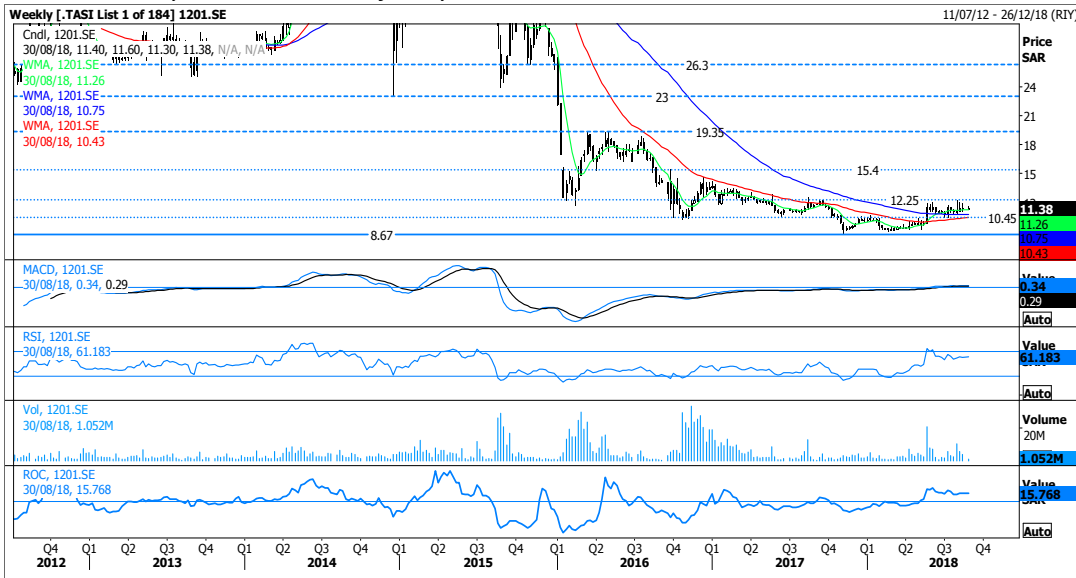 Weekly [.TASI List 1 of 184] 1201.SE
11/07/12 - 26/12/18 (RIY)
Cndl, 1201.SE
30/08/18, 11.40, 11.60, 11.30, 11.38, N/A, N/A
WMA, 1201.SE
30/08/18, 11.26
WMA, 1201.SE
30/08/18, 10.75
WMA, 1201.SE
30/08/18, 10.43
26.3
23
19.35
15.4
12.25
10.45
8.67
Price
SAR
24
21
18
15
11.38
11.26
10.75
10.43
MACD, 1201.SE
30/08/18, 0.34, 0.29
Value
0.34
0.29
Auto
RSI, 1201.SE
30/08/18, 61.183
Value
61.183
Auto
Vol, 1201.SE
30/08/18, 1.052M
Volume
20M
1.052M
ROC, 1201.SE
30/08/18, 15.768
Value
15.768
Auto
Q4 Q1 Q2 Q3 Q4 Q1 Q2 Q3 Q4 Q1 Q2 Q3 Q4 Q1 Q2 Q3 Q4 Q1 Q2 Q3 Q4 Q1 Q2 Q3 Q4
2012 2013 2014 2015 2016 2017 2018